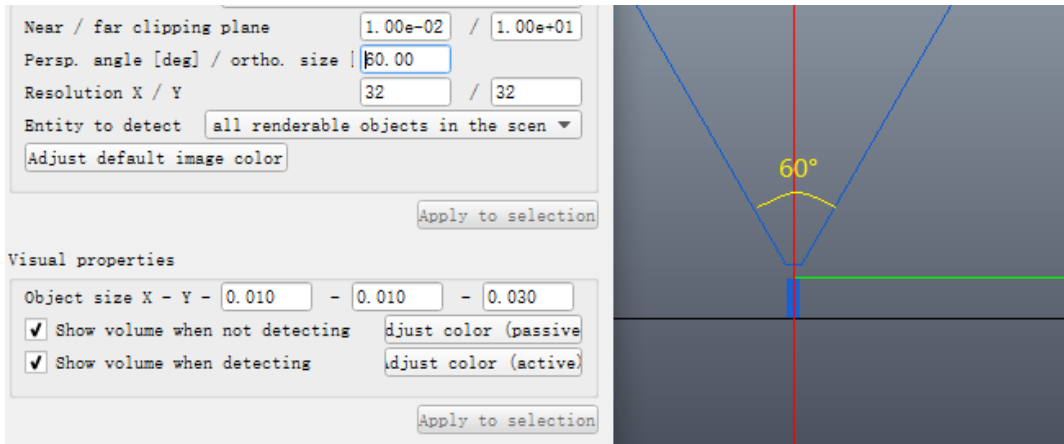 Near / far clipping plane 1.00e-02 / 1.00e+01
Persp. angle [deg] / ortho. size [ 60.00
Resolution X / Y 32 / 32
Entity to detect all renderable objects in the scen
Adjust default image color
Apply to selection
Visual properties
Object size X - Y - 0.010 - 0.010 - 0.030
Show volume when not detecting djust color (passive
Show volume when detecting djust color (active)
Apply to selection
60°